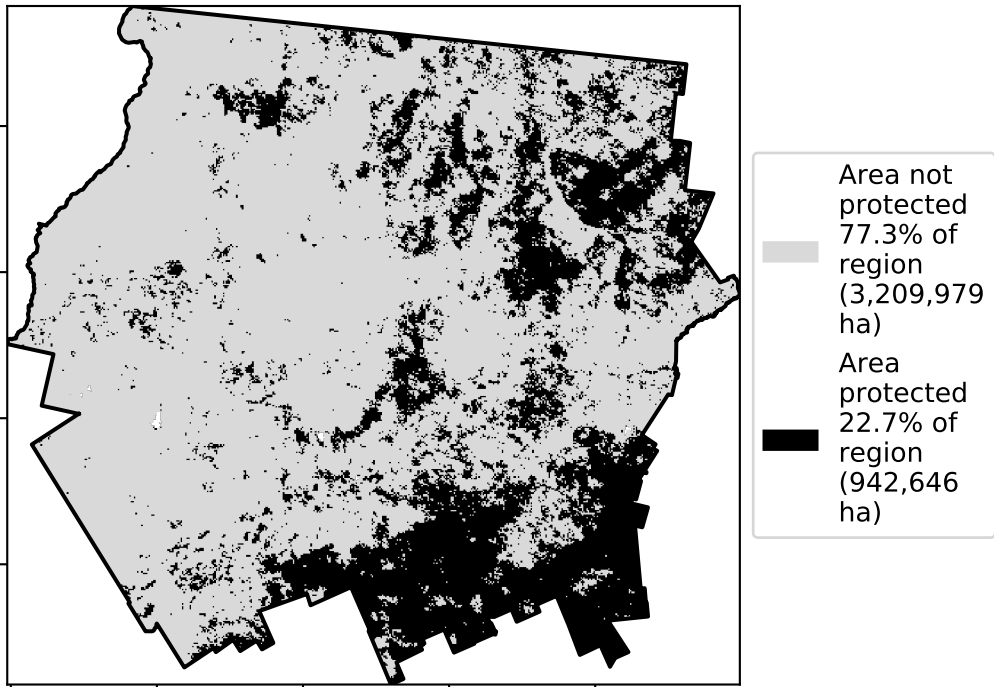 Area not
protected
77.3% of
region
(3,209,979
ha)
Area
protected
22.7% of
region
(942,646
ha)